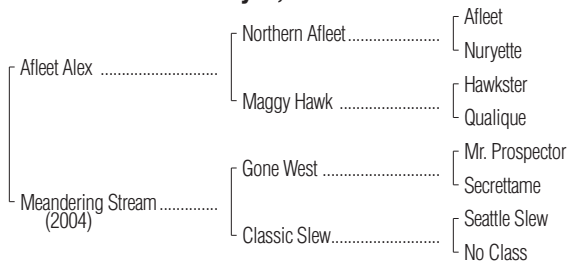 Afleet
Northern Afleet....................
Nuryette
Afleet Alex ..........................
Hawkster
Maggy Hawk ......................
Qualique
Mr. Prospector
Gone West ..........................
Secrettame
Meandering Stream.............
(2004)
Seattle Slew
Classic Slew........................
No Class